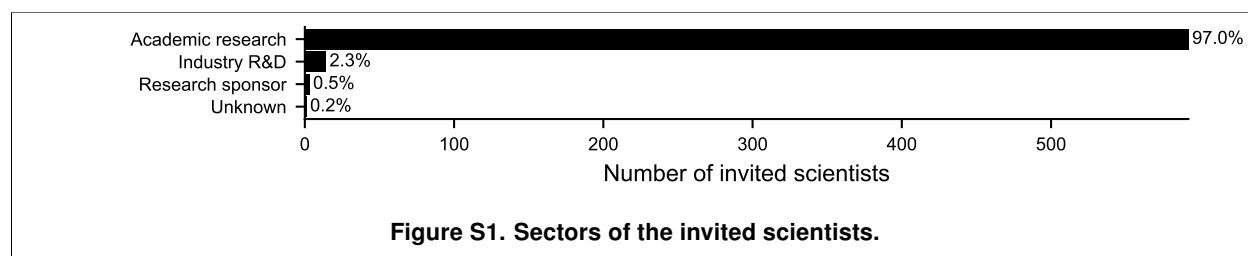 Academic research 97.0%
Industry R&D 2.3%
Research sponsor 0.5%
Unknown 0.2%
0 100 200 300 400 500
Number of invited scientists
Figure S1. Sectors of the invited scientists.